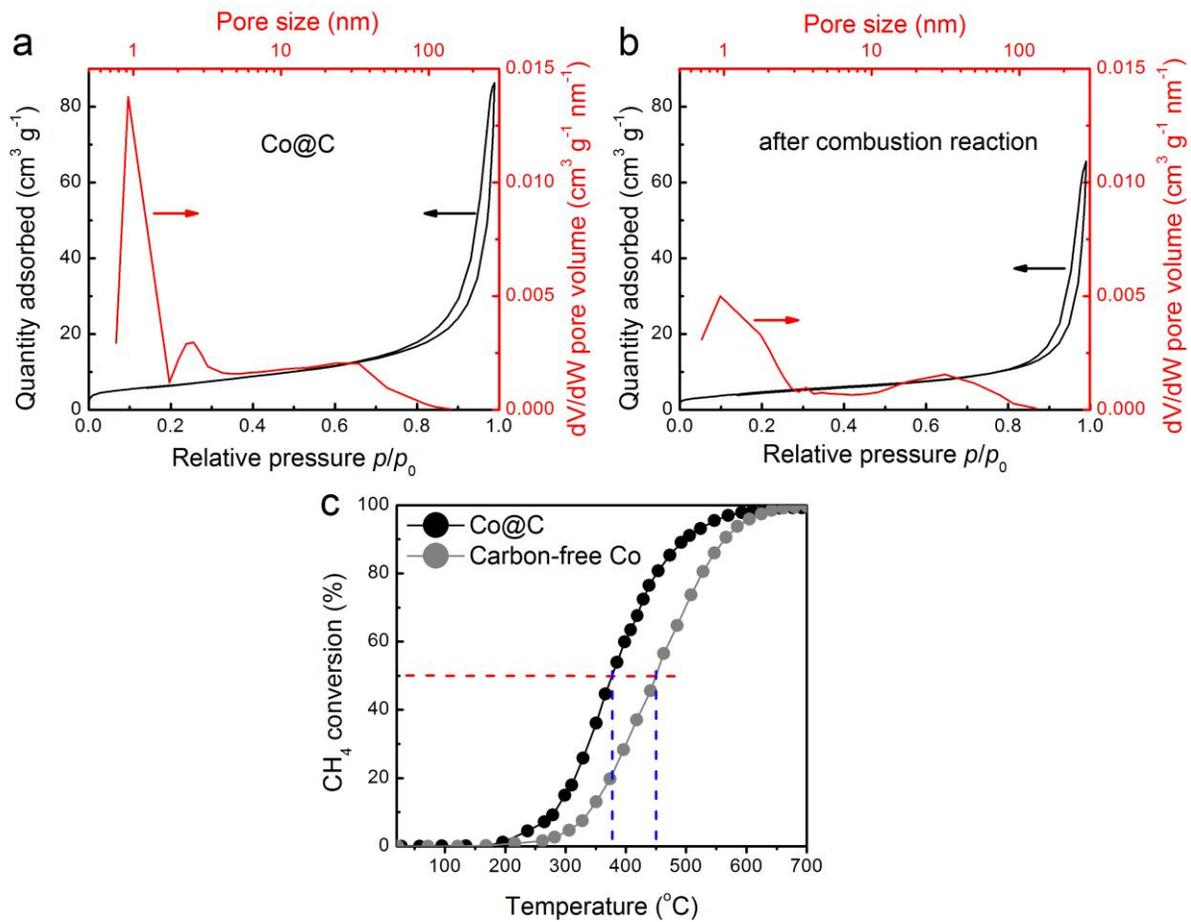 a
Pore size (nm)
1 10 100
Quantity adsorbed (cm³ g⁻¹)
80
60
40
20
0
Co@C
0.015
0.010
0.005
0.000
dV/dW pore volume (cm³ g⁻¹ nm⁻¹)
0.0 0.2 0.4 0.6 0.8 1.0
Relative pressure p/p₀
b
Pore size (nm)
1 10 100
Quantity adsorbed (cm³ g⁻¹)
80
60
40
20
0
after combustion reaction
0.015
0.010
0.005
0.000
dV/dW pore volume (cm³ g⁻¹ nm⁻¹)
0.0 0.2 0.4 0.6 0.8 1.0
Relative pressure p/p₀
c
CH₄ conversion (%)
100
80
60
40
20
0
Co@C
Carbon-free Co
100 200 300 400 500 600 700
Temperature (°C)